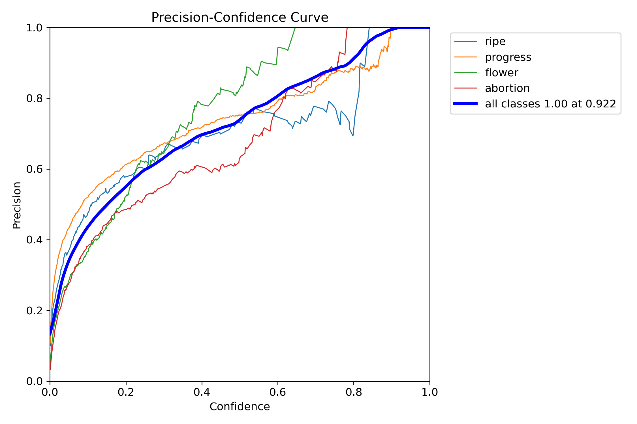 Precision-Confidence Curve
ripe
progress
flower
abortion
all classes 1.00 at 0.922
Precision
1.0
0.8
0.6
0.4
0.2
0.0
0.0 0.2 0.4 0.6 0.8 1.0
Confidence